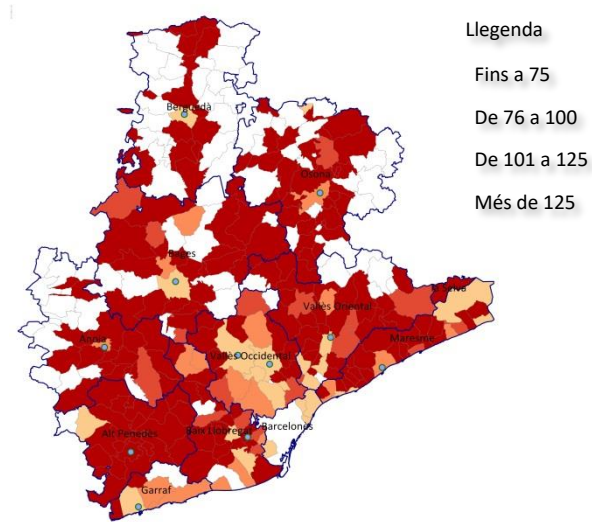 Llegenda
Fins a 75
De 76 a 100
De 101 a 125
Més de 125
Berguedà
Osona
Bages
Vallès Oriental
Maresme
Anoia
Vallès Occidental
Alt Penedès
Baix Llobregat
Barcelonès
Garraf